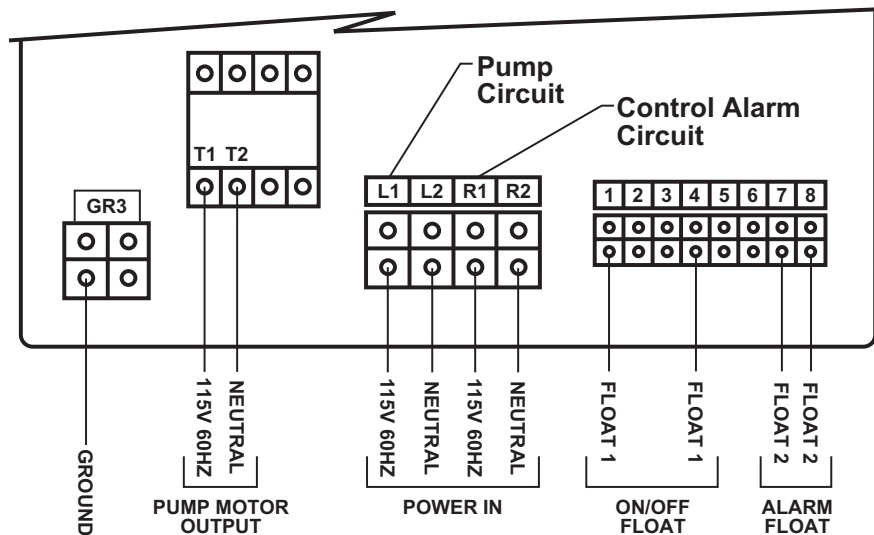 Pump
Circuit
Control Alarm
Circuit
T1 T2
GR3
L1 L2 R1 R2
1 2 3 4 5 6 7 8
GROUND
115V 60HZ
NEUTRAL
115V 60HZ
NEUTRAL
115V 60HZ
NEUTRAL
FLOAT 1
FLOAT 1
FLOAT 2
FLOAT 2
PUMP MOTOR
OUTPUT
POWER IN
ON/OFF
FLOAT
ALARM
FLOAT